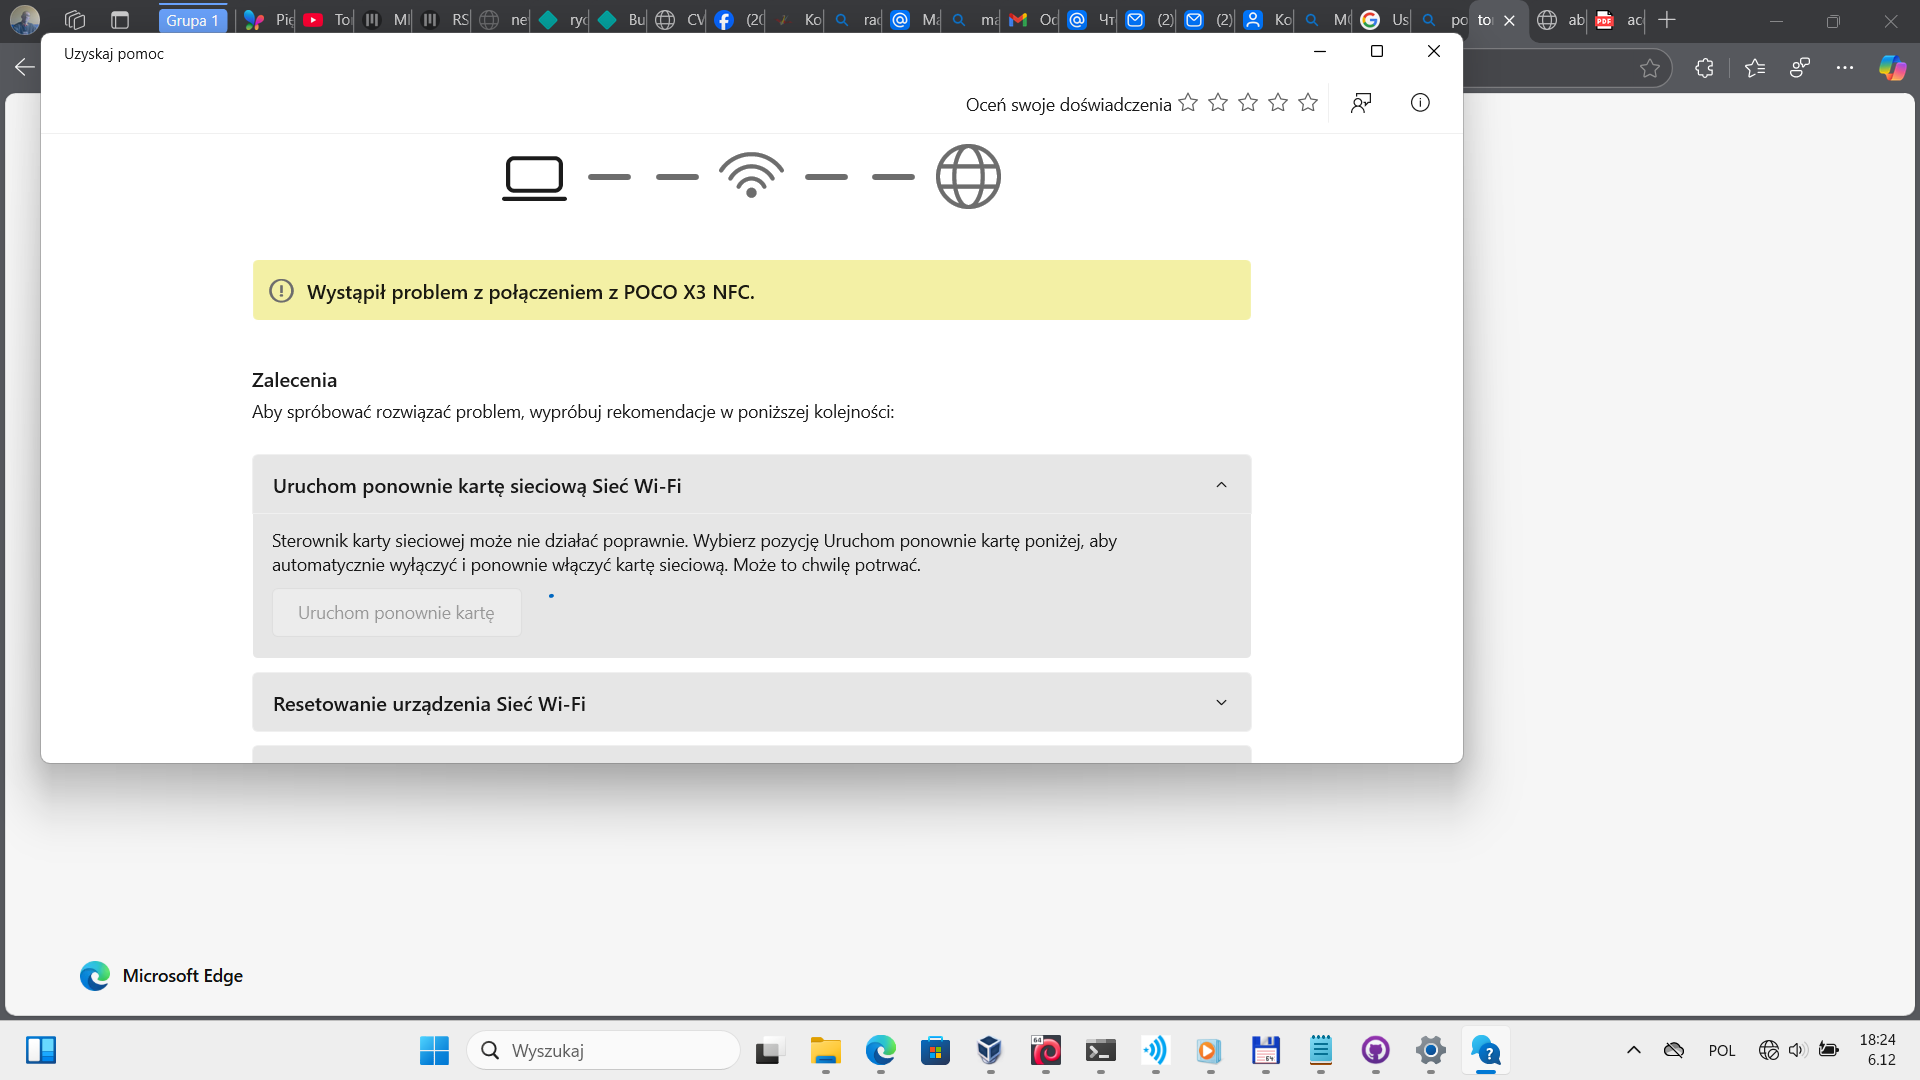 Grupa 1
Pię
To
MI
RS
ne
ryc
Bu
CV
(20
Ko
rac
Ma
ma
Oc
Чт
(2)
(2)
Ko
M(
Us
po
to
ab
ac
Uzyskaj pomoc
Oceń swoje doświadczenia
Wystąpił problem z połączeniem z POCO X3 NFC.
Zalecenia
Aby spróbować rozwiązać problem, wypróbuj rekomendacje w poniższej kolejności:
Uruchom ponownie kartę sieciową Sieć Wi-Fi
Sterownik karty sieciowej może nie działać poprawnie. Wybierz pozycję Uruchom ponownie kartę poniżej, aby
automatycznie wyłączyć i ponownie włączyć kartę sieciową. Może to chwilę potrwać.
Uruchom ponownie kartę
Resetowanie urządzenia Sieć Wi-Fi
Microsoft Edge
Wyszukaj
POL
18:24
6.12